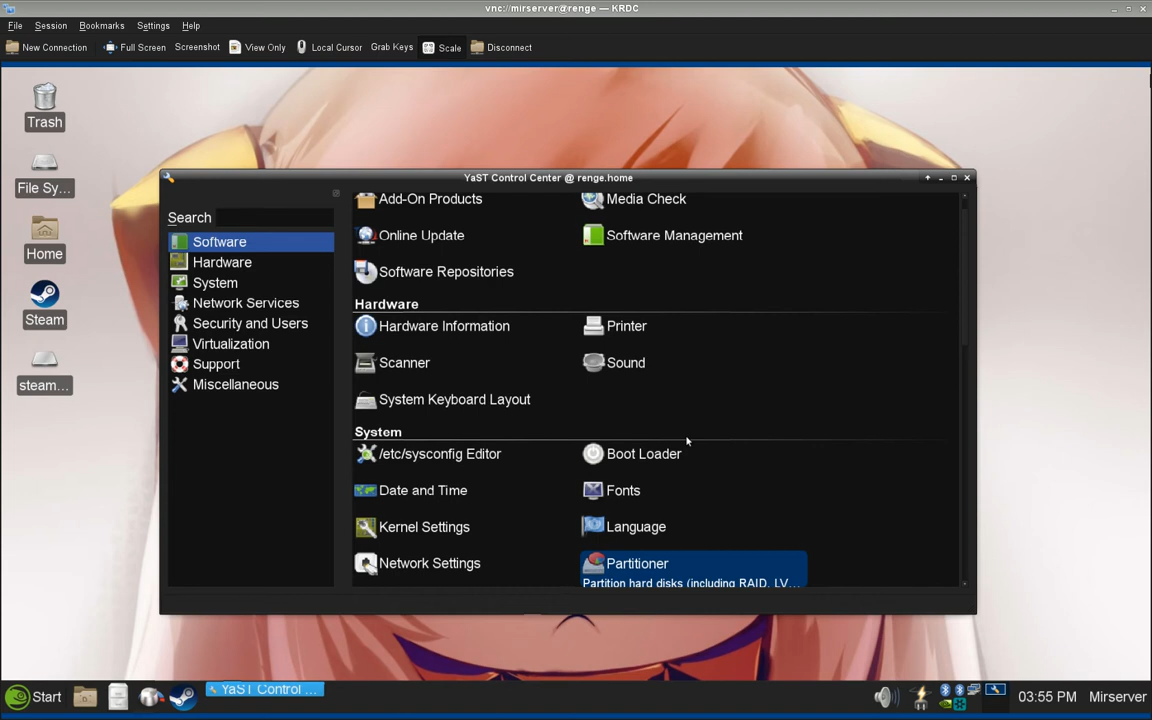 vnc://mirserver@renge — KRDC
File Session Bookmarks Settings Help
New Connection Full Screen Screenshot View Only Local Cursor Grab Keys Scale Disconnect
Trash
File Sy...
Home
Steam
steam...
YaST Control Center @ renge.home
Search
Software
Hardware
System
Network Services
Security and Users
Virtualization
Support
Miscellaneous
Add-On Products Media Check
Online Update Software Management
Software Repositories
Hardware
Hardware Information Printer
Scanner Sound
System Keyboard Layout
System
/etc/sysconfig Editor Boot Loader
Date and Time Fonts
Kernel Settings Language
Network Settings Partitioner
Partition hard disks (including RAID, LV...
Start YaST Control ... 03:55 PM Mirserver